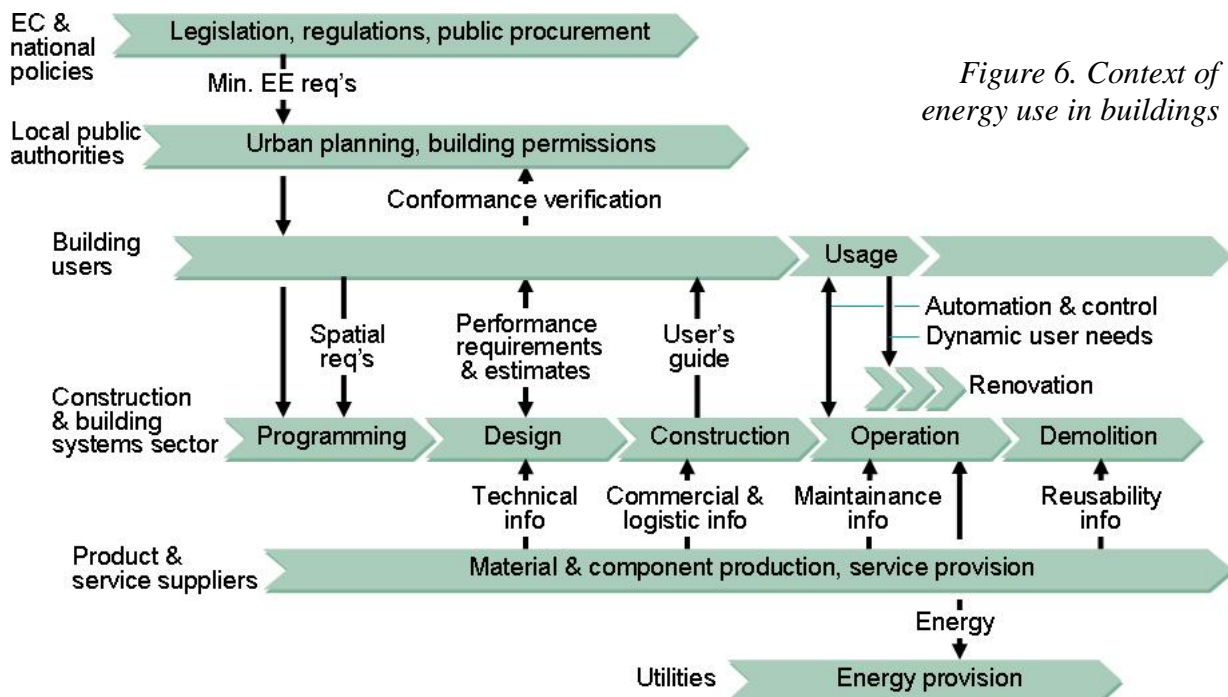 EC &
national
policies
Legislation, regulations, public procurement
Figure 6. Context of
energy use in buildings
Min. EE req's
Local public
authorities
Urban planning, building permissions
Conformance verification
Building
users
Usage
Automation & control
Dynamic user needs
Spatial
req's
Performance
requirements
& estimates
User's
guide
Renovation
Construction
& building
systems sector
Programming
Design
Construction
Operation
Demolition
Technical
info
Commercial &
logistic info
Maintainance
info
Reusability
info
Product &
service suppliers
Material & component production, service provision
Energy
Utilities
Energy provision